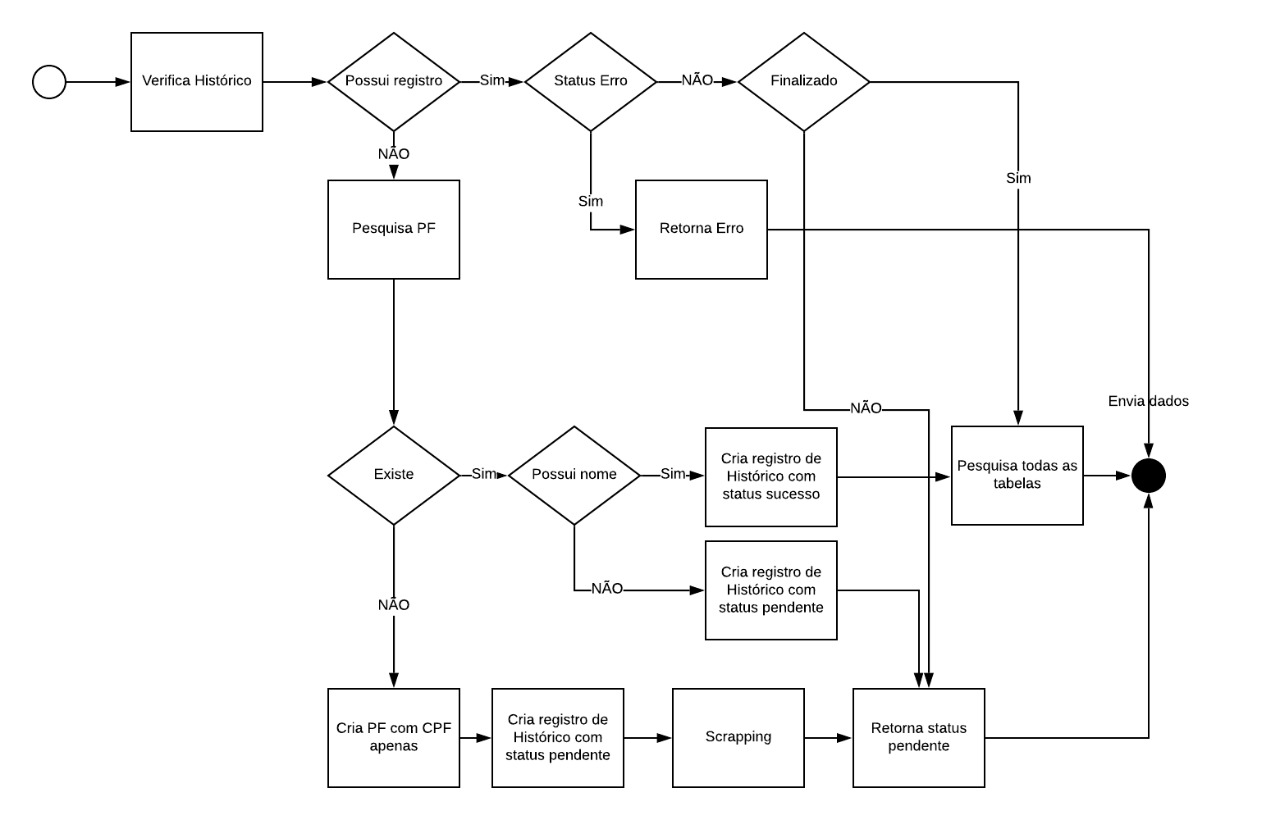 Verifica Histórico
Possui registro
Sim
Status Erro
NÃO
Finalizado
NÃO
Sim
Sim
Pesquisa PF
Retorna Erro
Envia dados
NÃO
Existe
Sim
Possui nome
Sim
Cria registro de
Histórico com
status sucesso
Pesquisa todas as
tabelas
NÃO
Cria registro de
Histórico com
status pendente
NÃO
Cria PF com CPF
apenas
Cria registro de
Histórico com
status pendente
Scrapping
Retorna status
pendente